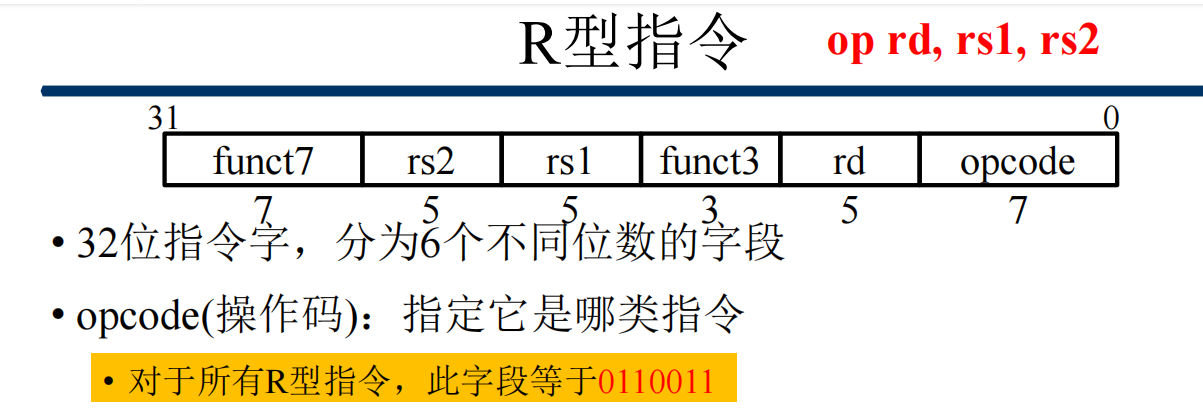 R型指令 op rd, rs1, rs2
31 0
funct7 rs2 rs1 funct3 rd opcode
7 5 5 3 5 7
• 32位指令字，分为6个不同位数的字段
• opcode(操作码)：指定它是哪类指令
• 对于所有R型指令，此字段等于0110011